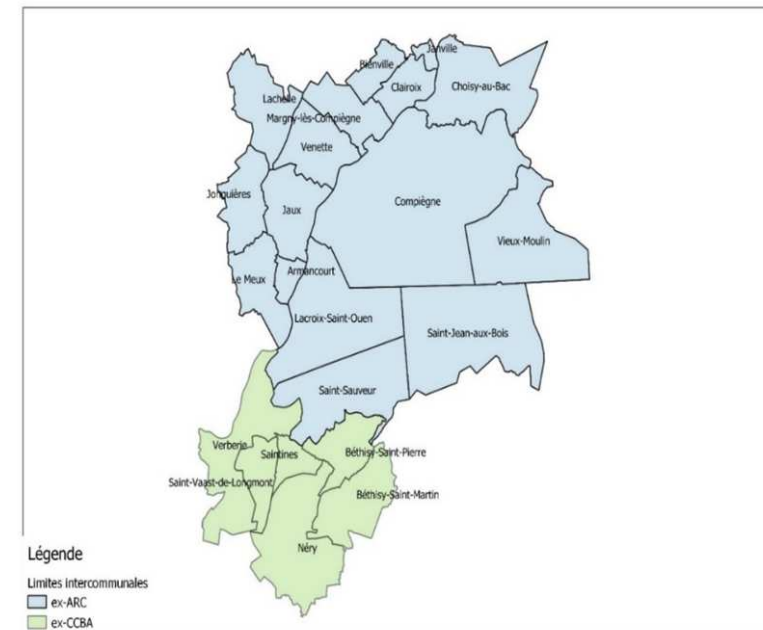 Janville
Bienville
Clairoix
Choisy-au-Bac
Lachelle
Margny-lès-Compiègne
Venette
Jonquières
Compiègne
Jaux
Vieux-Moulin
Armancourt
Le Meux
Lacroix-Saint-Ouen
Saint-Jean-aux-Bois
Saint-Sauveur
Verberie
Saintines
Béthisy-Saint-Pierre
Saint-Vaast-de-Longmont
Béthisy-Saint-Martin
Néry
Légende
Limites intercommunales
ex-ARC
ex-CCBA